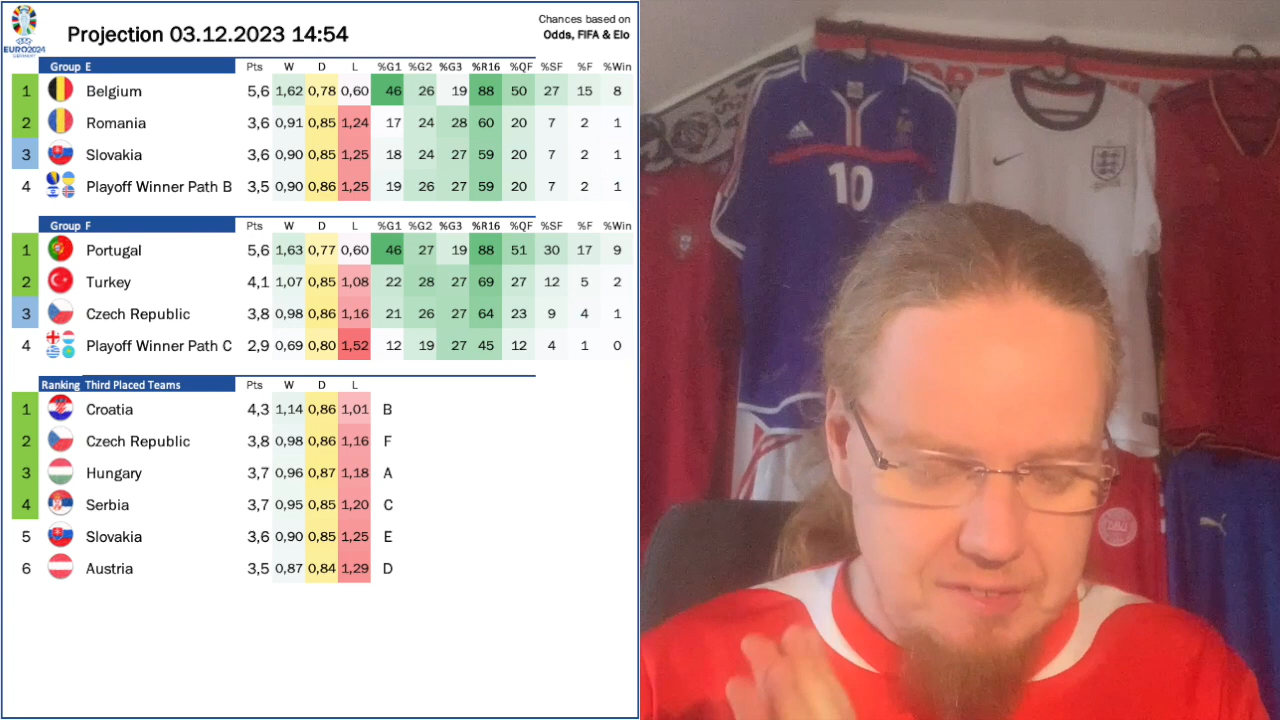 EURO2024
GERMANY
Projection 03.12.2023 14:54
Chances based on
Odds, FIFA & Elo
Group E Pts W D L %G1 %G2 %G3 %R16 %QF %SF %F %Win
1 Belgium 5,6 1,62 0,78 0,60 46 26 19 88 50 27 15 8
2 Romania 3,6 0,91 0,85 1,24 17 24 28 60 20 7 2 1
3 Slovakia 3,6 0,90 0,85 1,25 18 24 27 59 20 7 2 1
4 Playoff Winner Path B 3,5 0,90 0,86 1,25 19 26 27 59 20 7 2 1
Group F Pts W D L %G1 %G2 %G3 %R16 %QF %SF %F %Win
1 Portugal 5,6 1,63 0,77 0,60 46 27 19 88 51 30 17 9
2 Turkey 4,1 1,07 0,85 1,08 22 28 27 69 27 12 5 2
3 Czech Republic 3,8 0,98 0,86 1,16 21 26 27 64 23 9 4 1
4 Playoff Winner Path C 2,9 0,69 0,80 1,52 12 19 27 45 12 4 1 0
Ranking Third Placed Teams Pts W D L
1 Croatia 4,3 1,14 0,86 1,01 B
2 Czech Republic 3,8 0,98 0,86 1,16 F
3 Hungary 3,7 0,96 0,87 1,18 A
4 Serbia 3,7 0,95 0,85 1,20 C
5 Slovakia 3,6 0,90 0,85 1,25 E
6 Austria 3,5 0,87 0,84 1,29 D
adidas
10
DBU